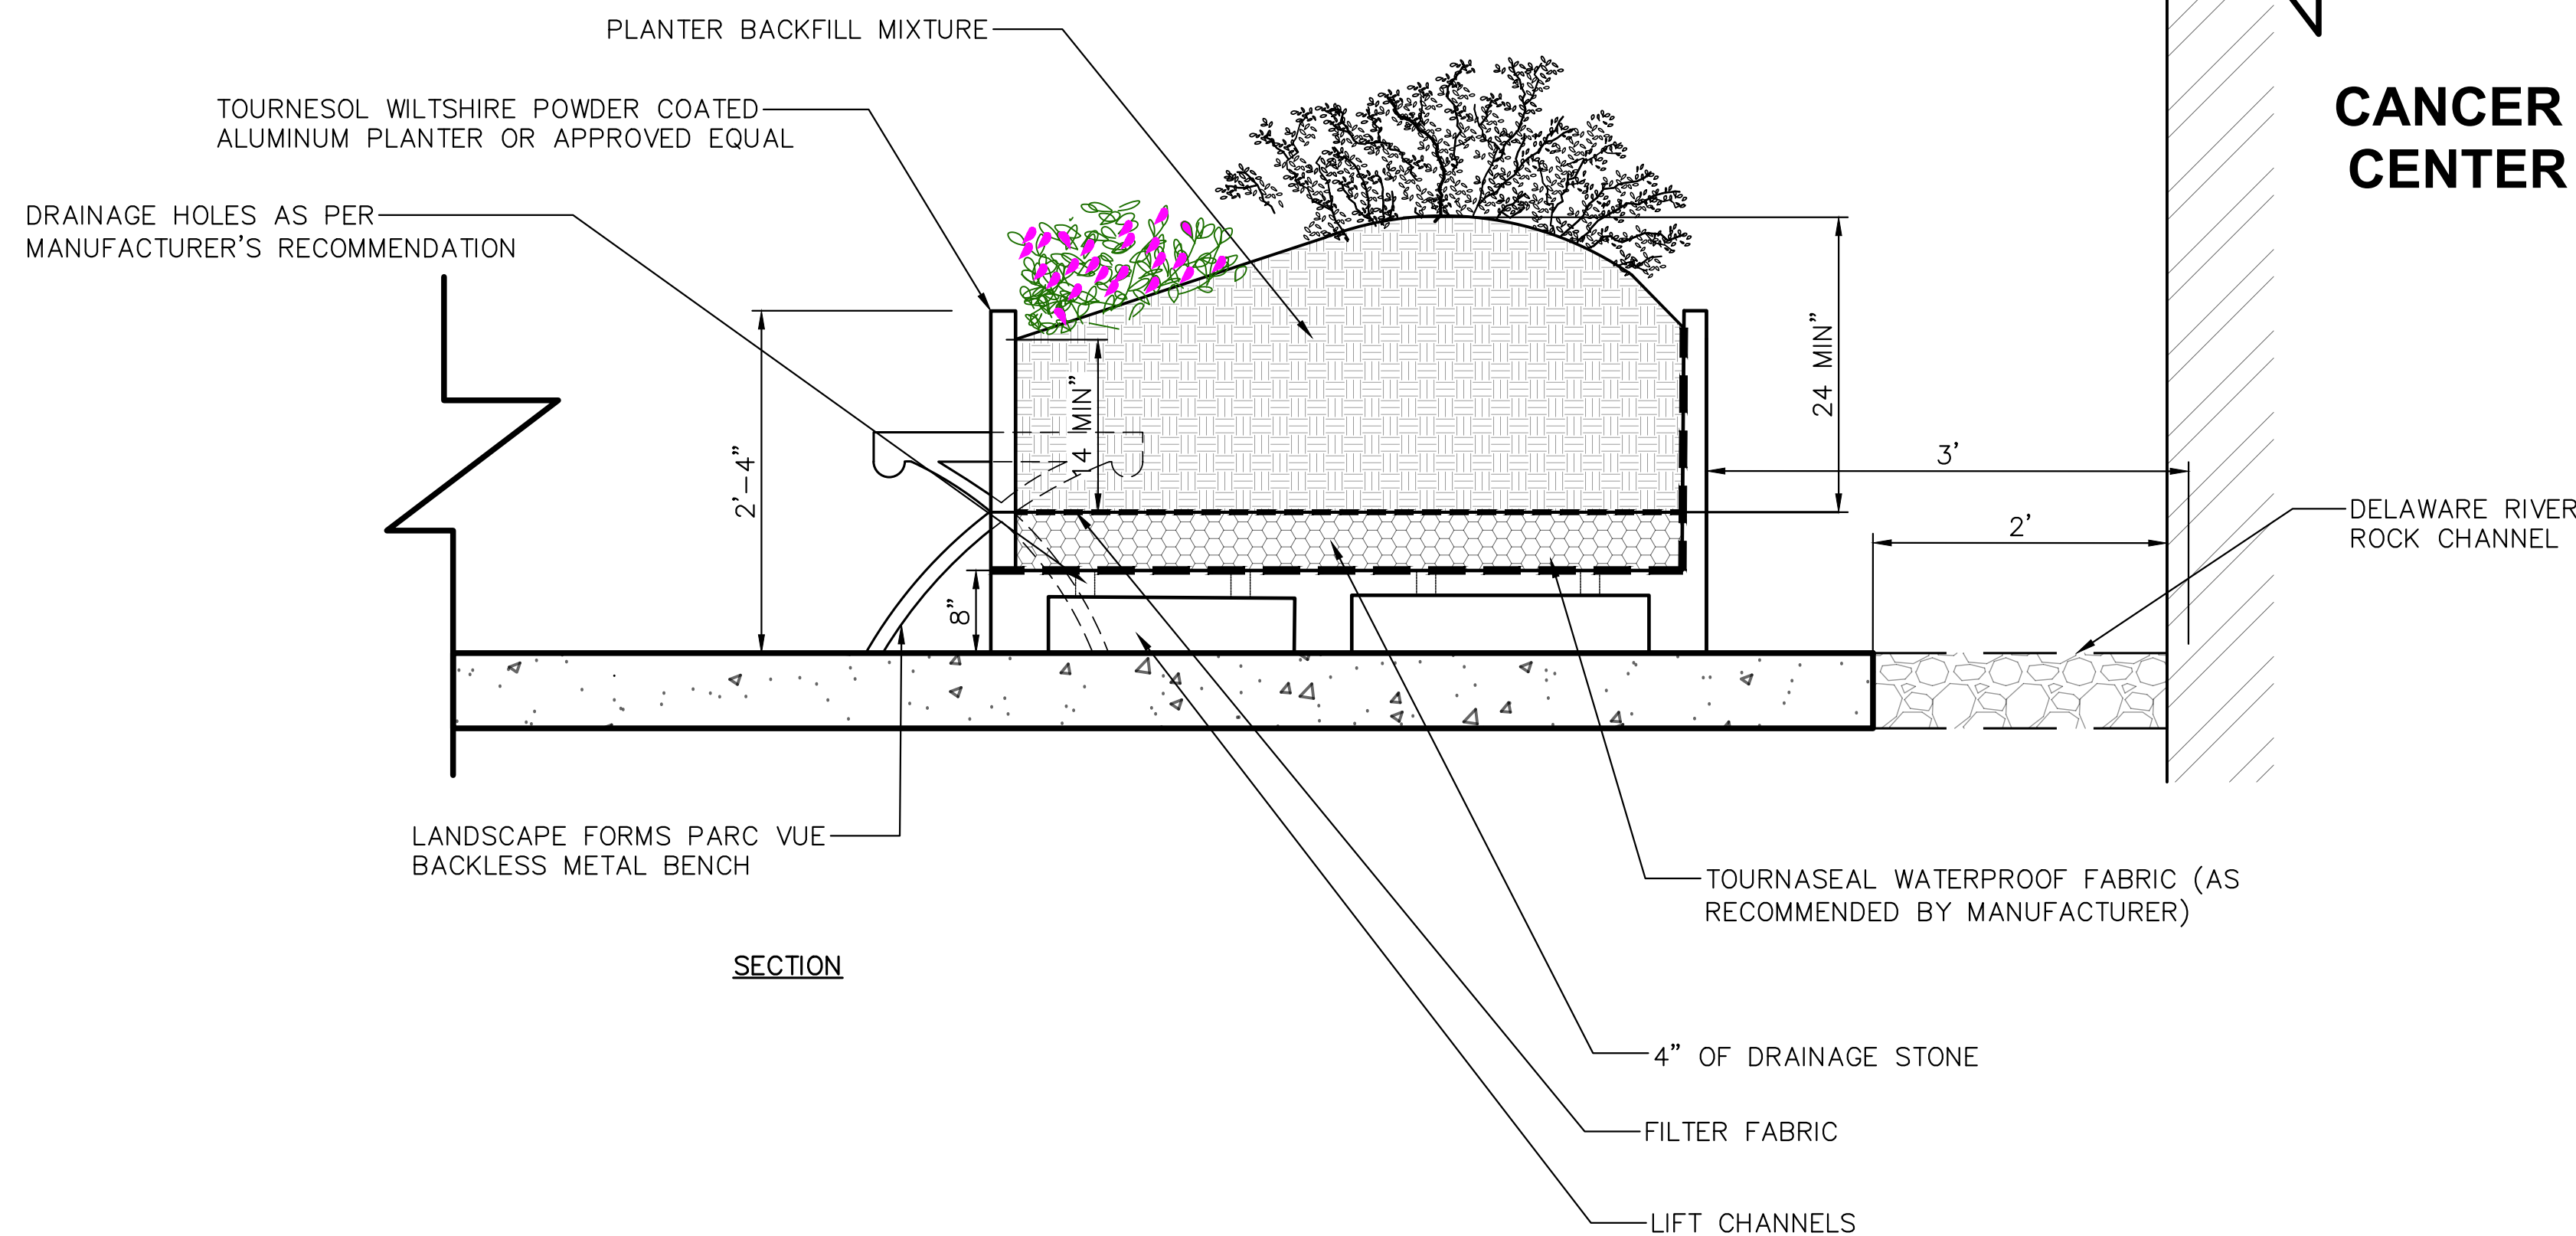 PLANTER BACKFILL MIXTURE
TOURNESOL WILTSHIRE POWDER COATED
ALUMINUM PLANTER OR APPROVED EQUAL
CANCER
CENTER
DRAINAGE HOLES AS PER
MANUFACTURER'S RECOMMENDATION
2'-4"
14 MIN"
24 MIN"
3'
2'
8"
DELAWARE RIVER
ROCK CHANNEL
LANDSCAPE FORMS PARC VUE
BACKLESS METAL BENCH
TOURNASEAL WATERPROOF FABRIC (AS
RECOMMENDED BY MANUFACTURER)
SECTION
4" OF DRAINAGE STONE
FILTER FABRIC
LIFT CHANNELS